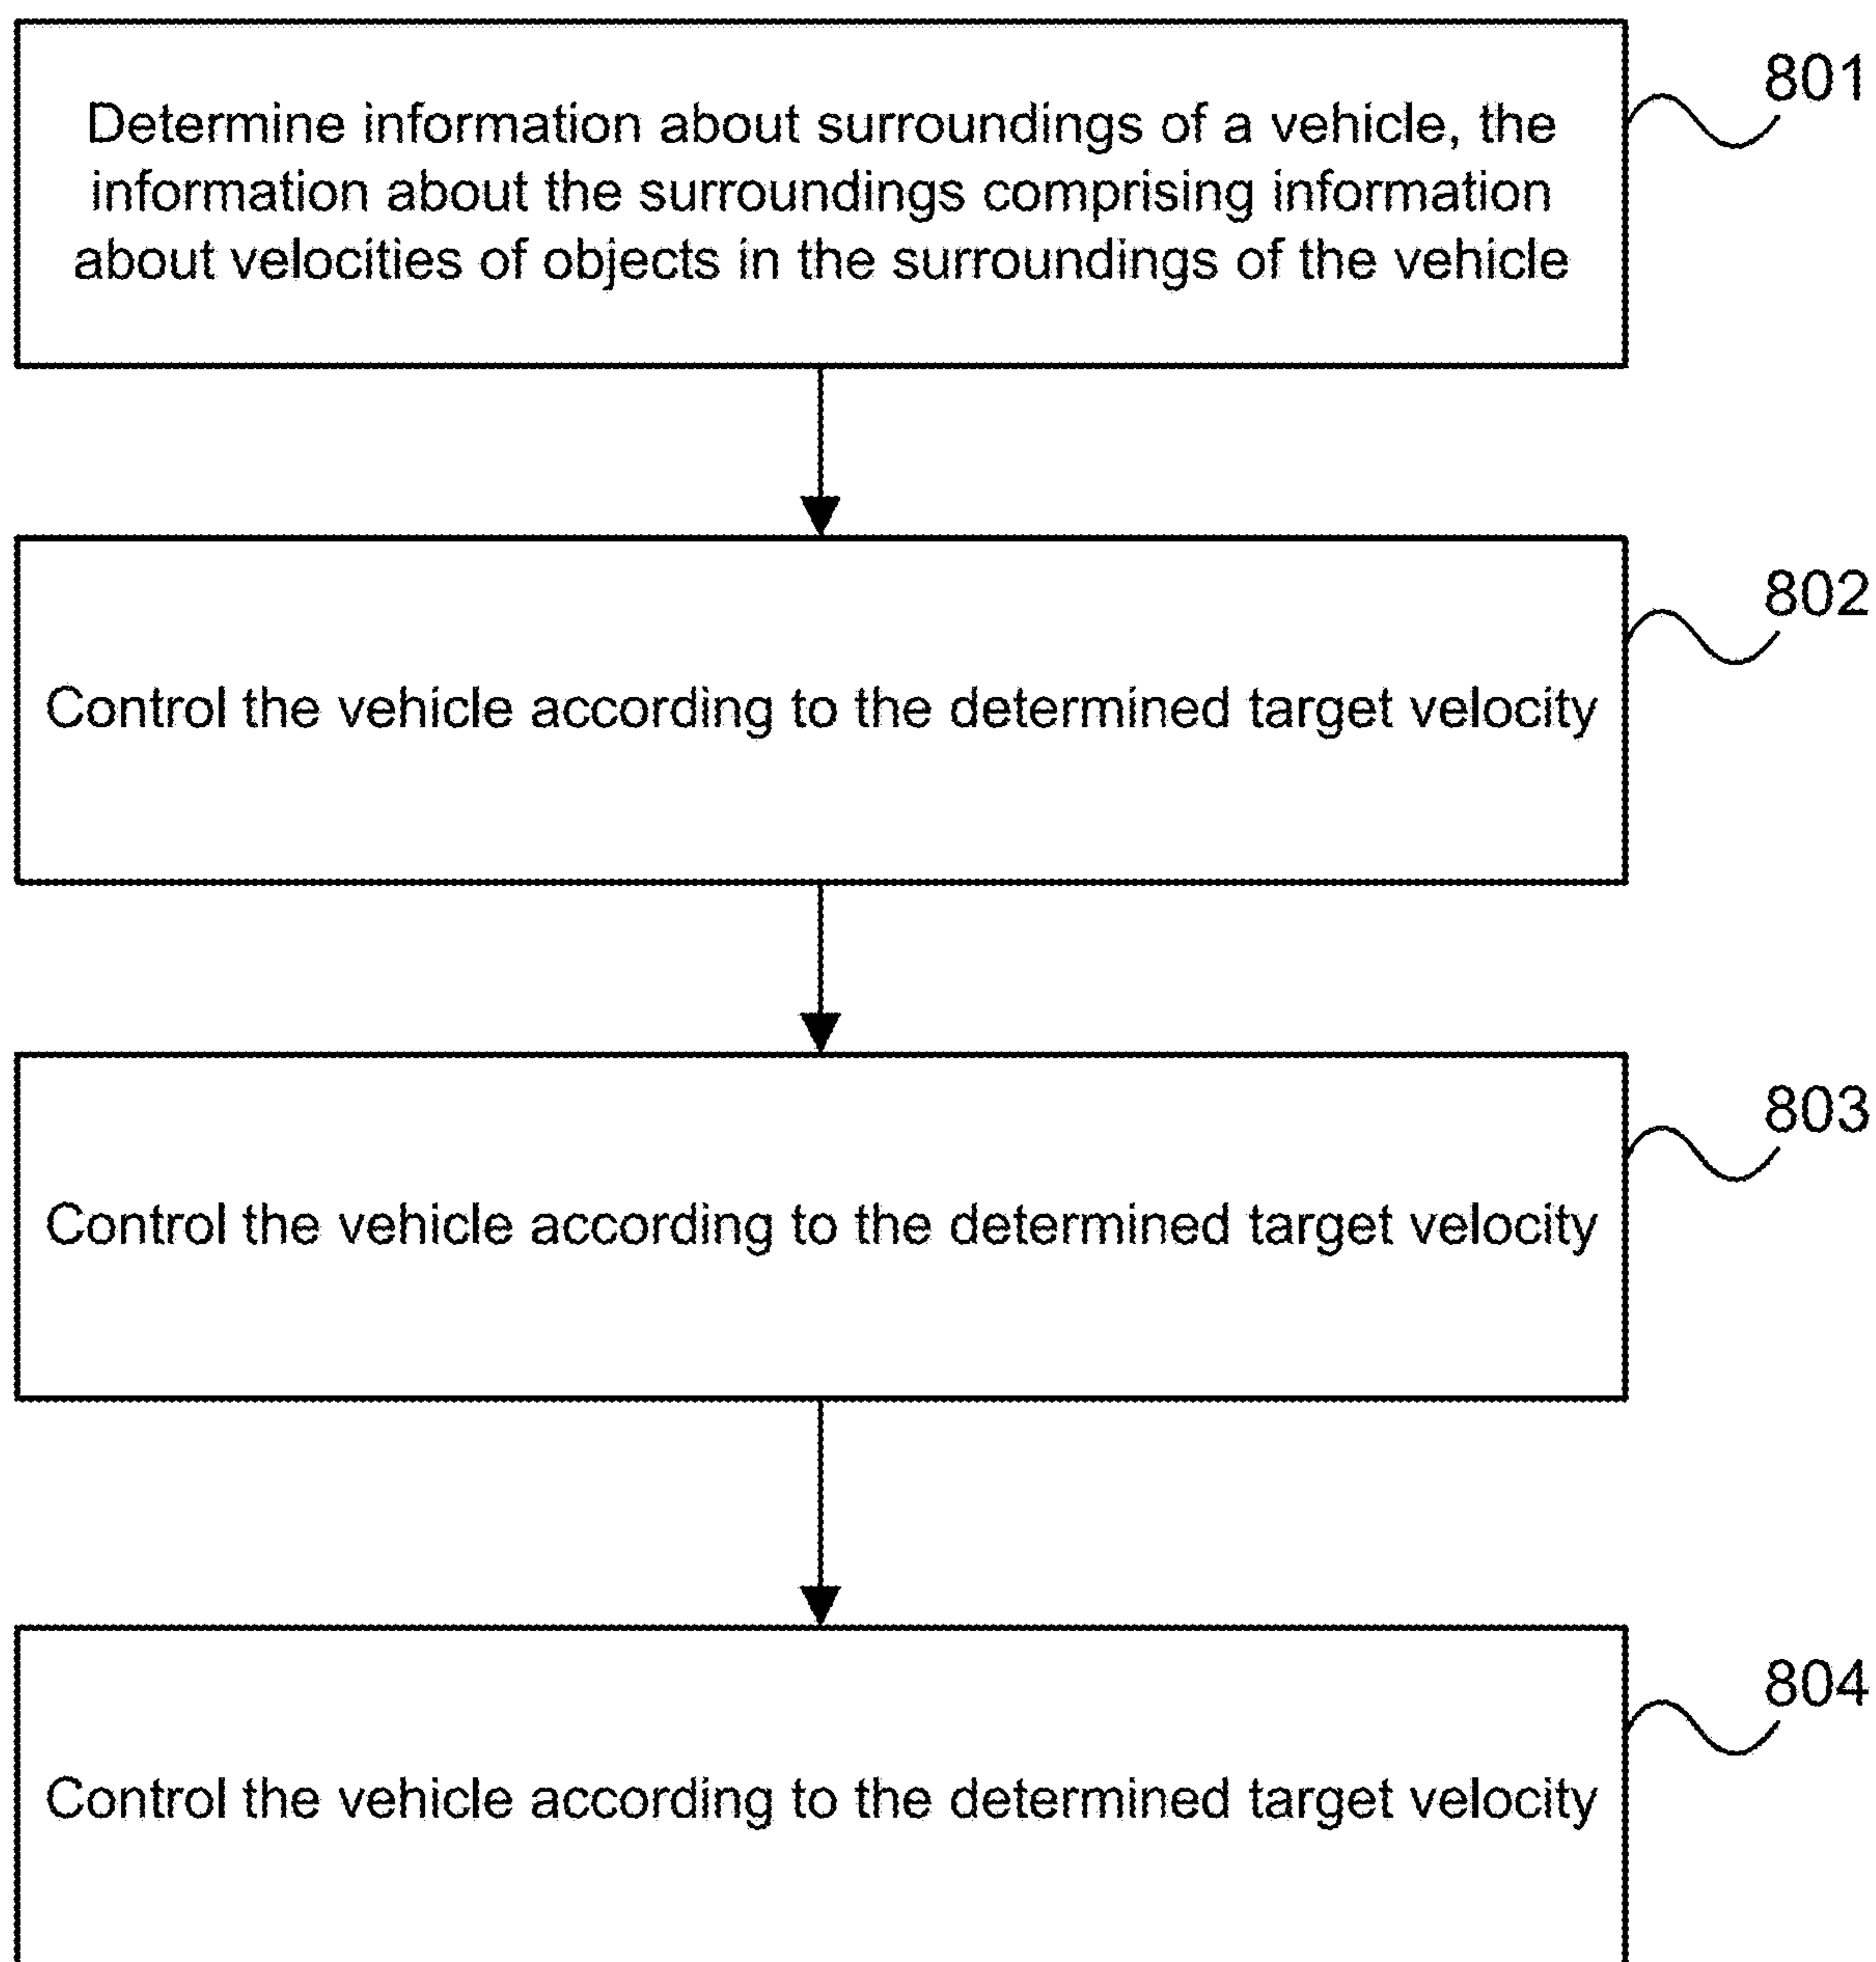 801
Determine information about surroundings of a vehicle, the
information about the surroundings comprising information
about velocities of objects in the surroundings of the vehicle
802
Control the vehicle according to the determined target velocity
803
Control the vehicle according to the determined target velocity
804
Control the vehicle according to the determined target velocity